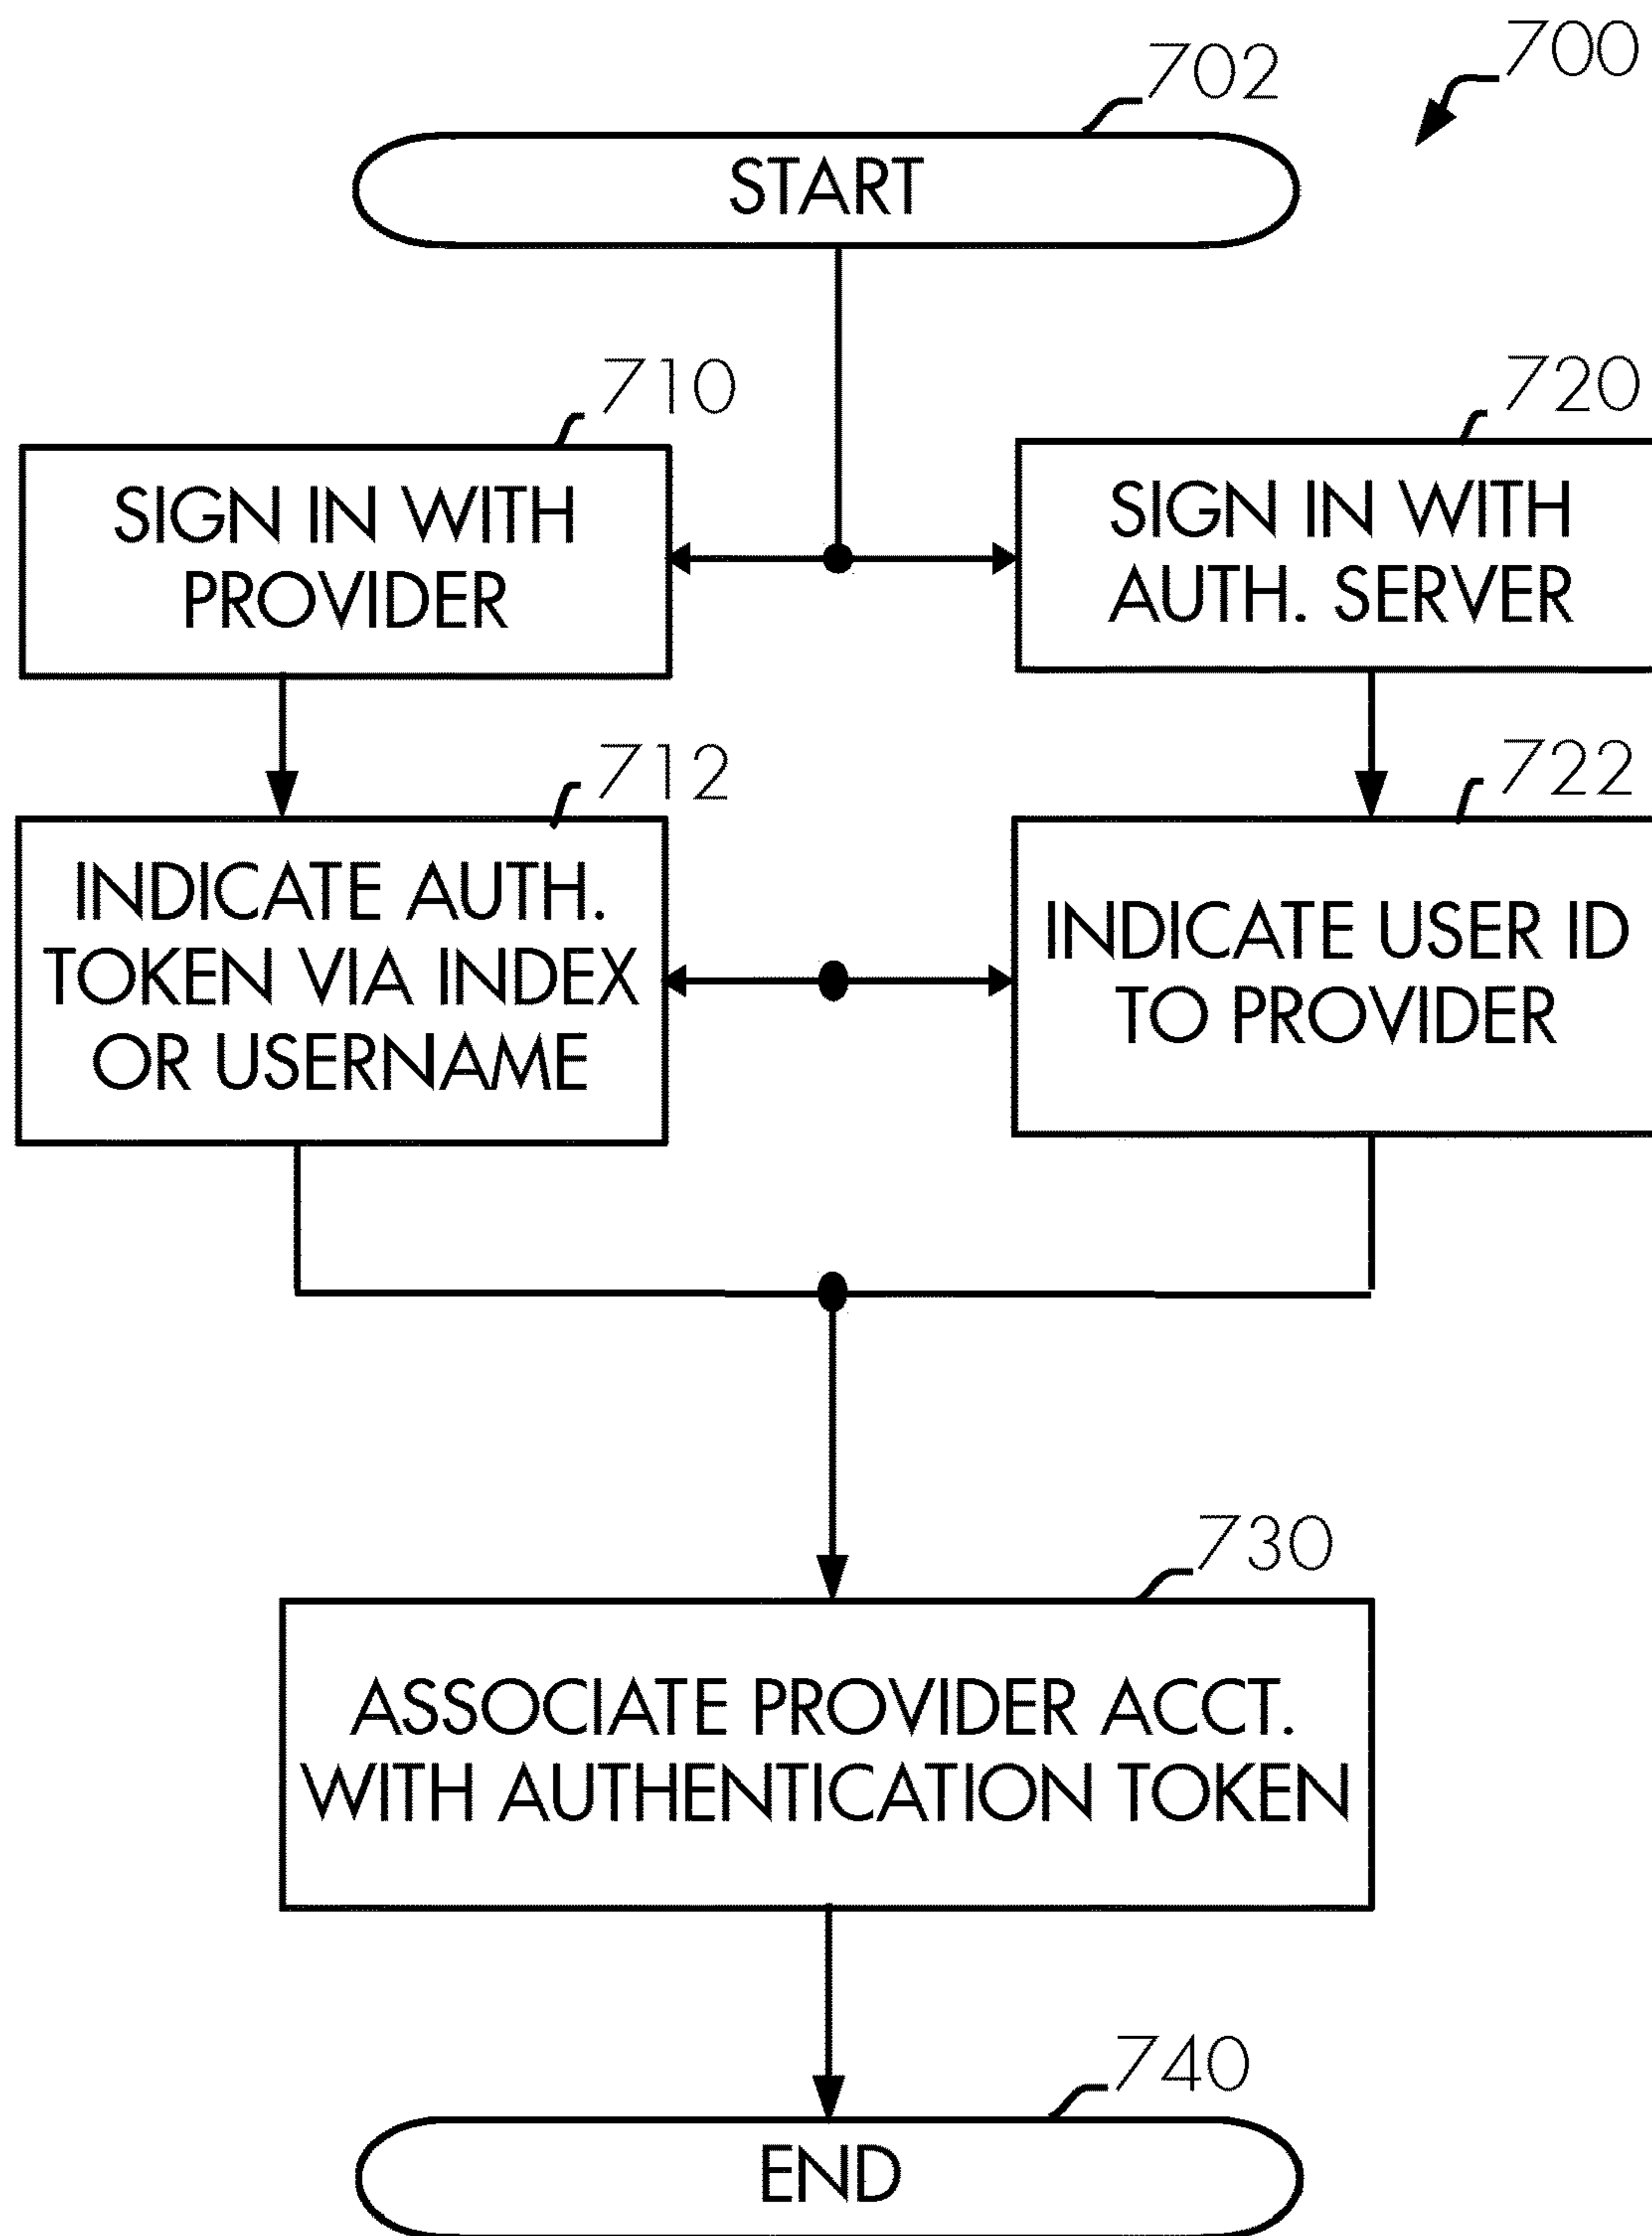 700
702
START
710
SIGN IN WITH
PROVIDER
720
SIGN IN WITH
AUTH. SERVER
712
INDICATE AUTH.
TOKEN VIA INDEX
OR USERNAME
722
INDICATE USER ID
TO PROVIDER
730
ASSOCIATE PROVIDER ACCT.
WITH AUTHENTICATION TOKEN
740
END